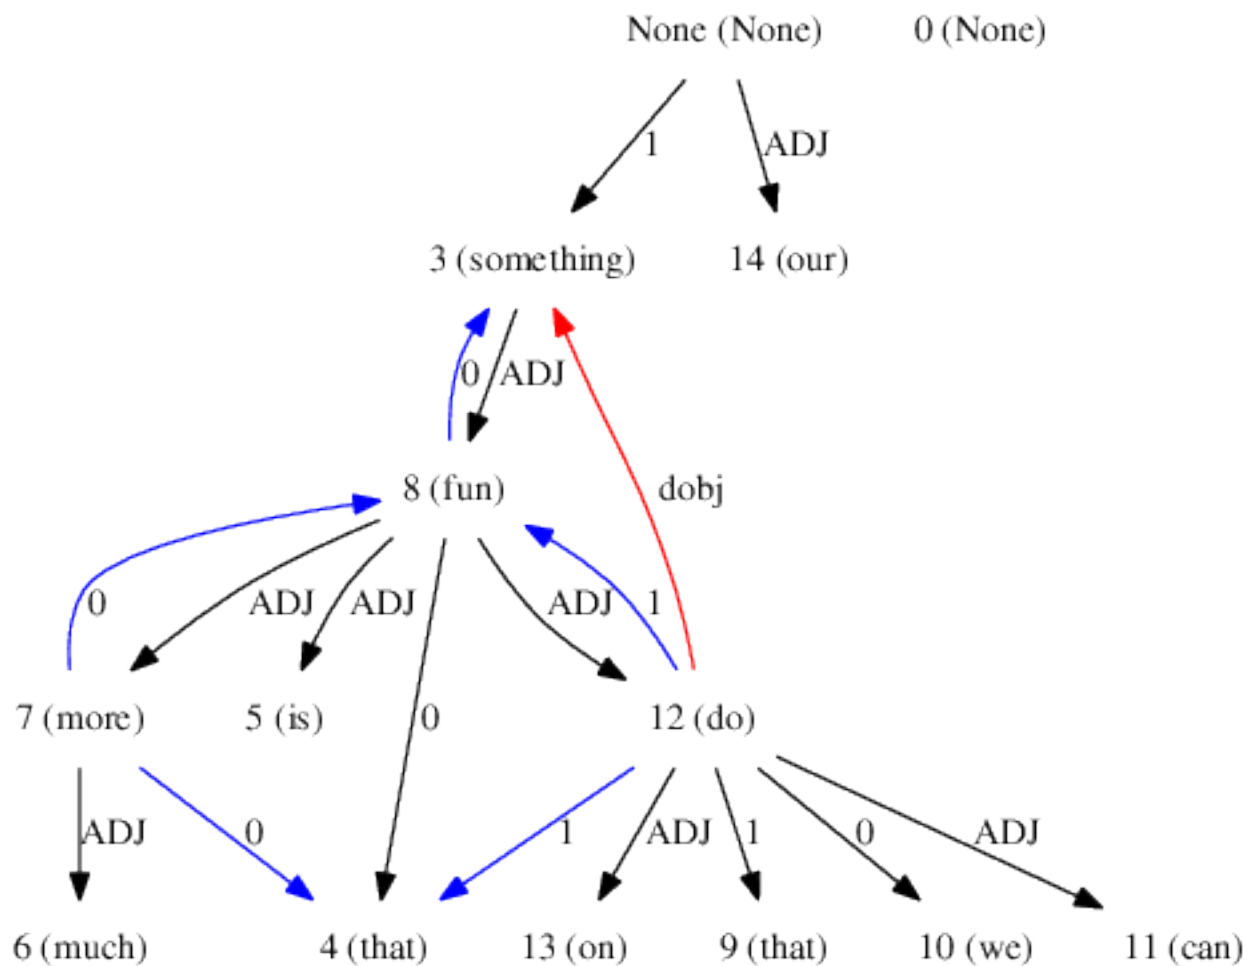 None (None) 0 (None)
1 ADJ
3 (something) 14 (our)
0 ADJ
8 (fun) dobj
0 ADJ ADJ ADJ 1
7 (more) 5 (is) 0 12 (do)
ADJ 0 1 ADJ 1 0 ADJ
6 (much) 4 (that) 13 (on) 9 (that) 10 (we) 11 (can)